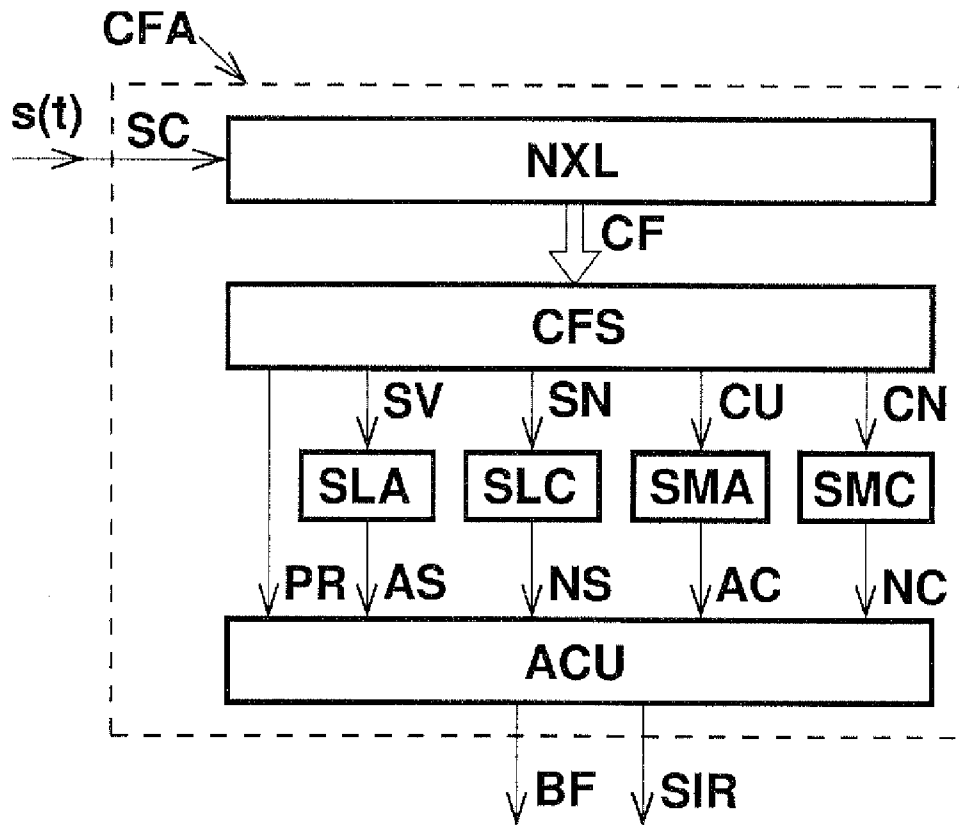 CFA
s(t)
SC
NXL
CF
CFS
SV SN CU CN
SLA SLC SMA SMC
PR AS NS AC NC
ACU
BF SIR